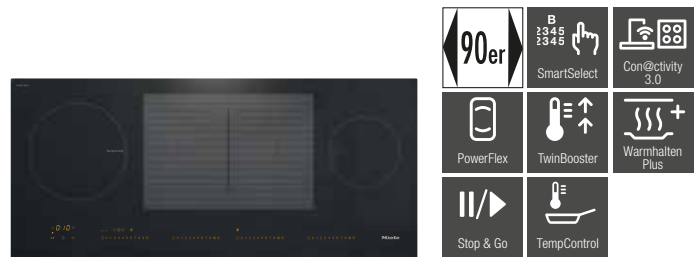 90er
B
2345
2345
SmartSelect
Con@ctivity
3.0
PowerFlex
TwinBooster
Warmhalten
Plus
Stop & Go
TempControl
Miele